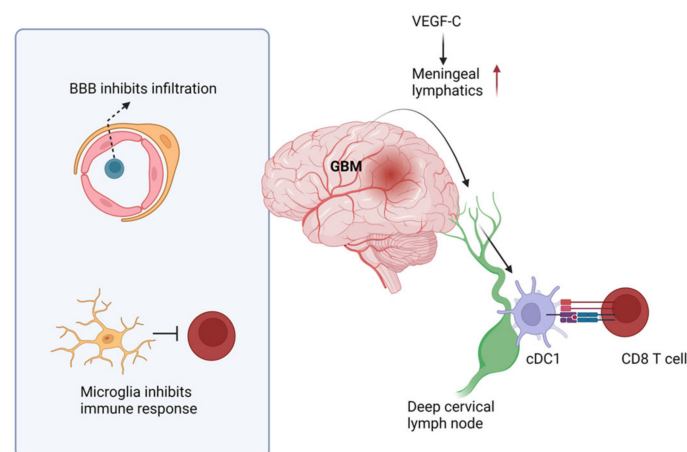 BBB inhibits infiltration
Microglia inhibits
immune response
VEGF-C
Meningeal
lymphatics
GBM
cDC1
CD8 T cell
Deep cervical
lymph node